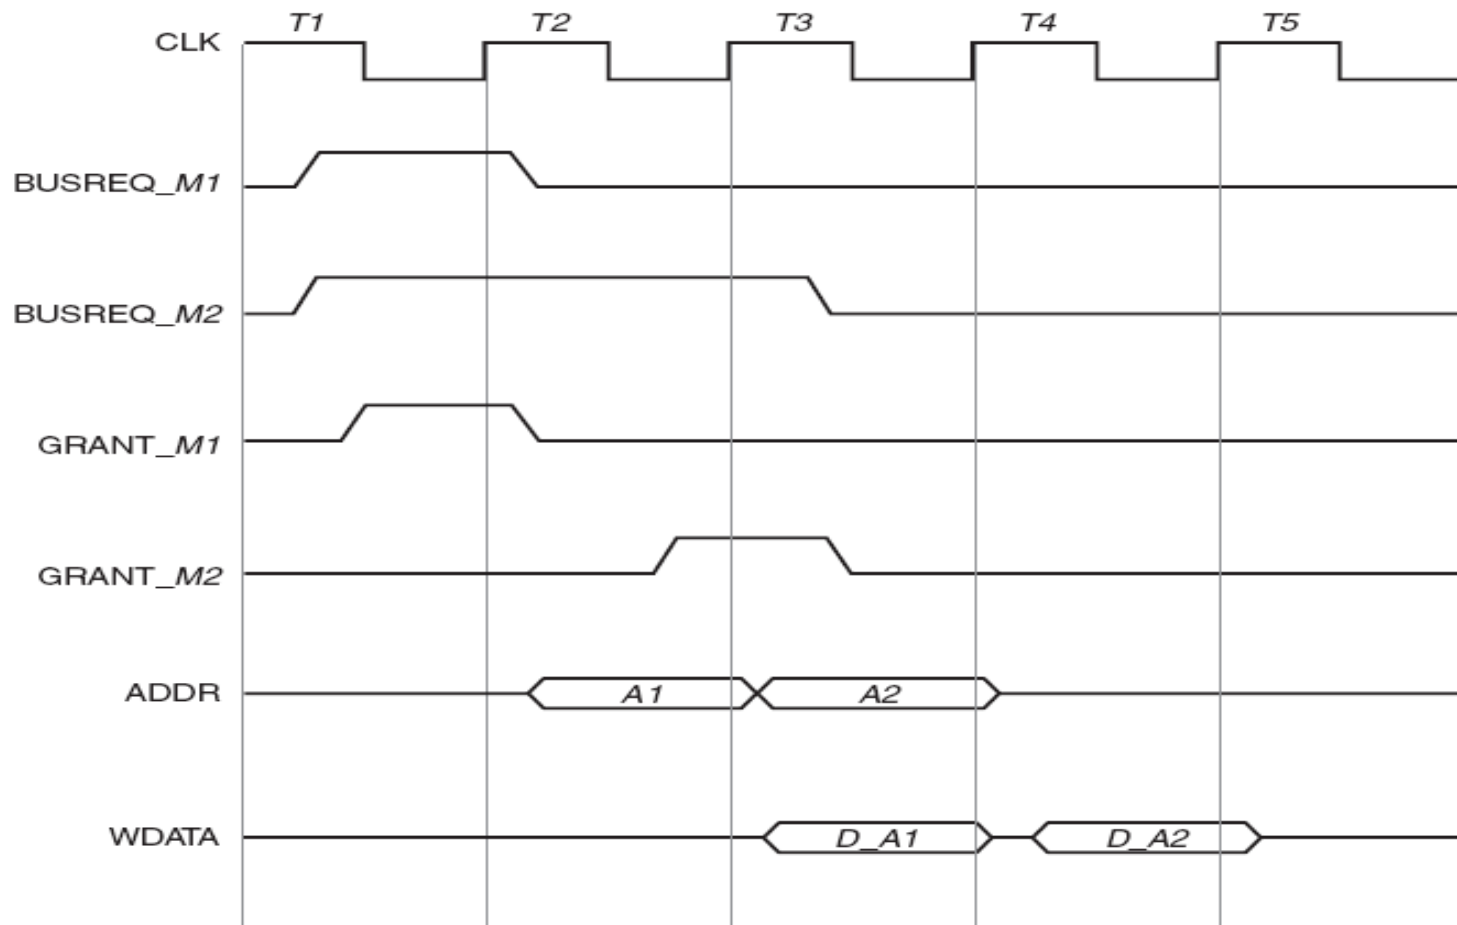 T1 T2 T3 T4 T5
CLK
BUSREQ_M1
BUSREQ_M2
GRANT_M1
GRANT_M2
ADDR A1 A2
WDATA D_A1 D_A2